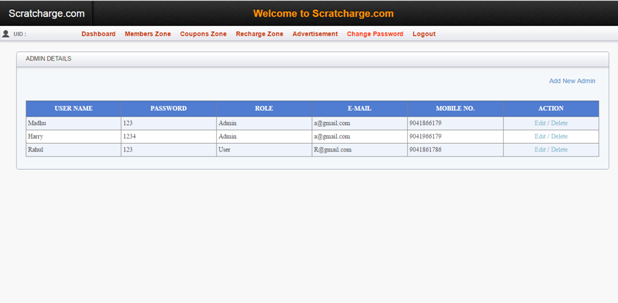 Scratcharge.com Welcome to Scratcharge.com
UID : Dashboard Members Zone Coupons Zone Recharge Zone Advertisement Change Password Logout
ADMIN DETAILS
Add New Admin
USER NAME PASSWORD ROLE E-MAIL MOBILE NO. ACTION
Madhu 123 Admin a@gmail.com 9041866179 Edit / Delete
Harry 1234 Admin a@gmail.com 9041966179 Edit / Delete
Rahul 123 User R@gmail.com 9041861786 Edit / Delete